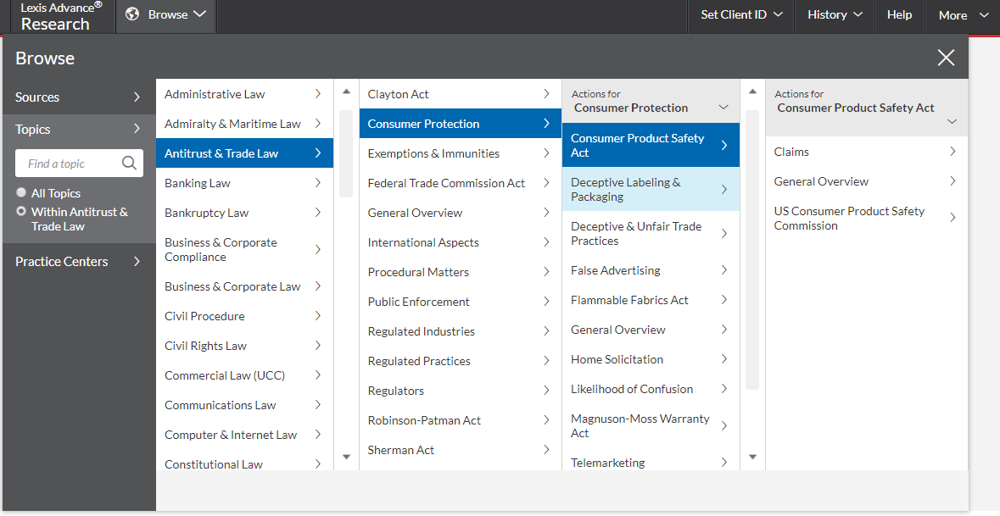 Lexis Advance®
Research
Browse
Set Client ID
History
Help
More
Browse
Sources
Topics
Find a topic
All Topics
Within Antitrust &
Trade Law
Practice Centers
Administrative Law
Admiralty & Maritime Law
Antitrust & Trade Law
Banking Law
Bankruptcy Law
Business & Corporate
Compliance
Business & Corporate Law
Civil Procedure
Civil Rights Law
Commercial Law (UCC)
Communications Law
Computer & Internet Law
Constitutional Law
Clayton Act
Consumer Protection
Exemptions & Immunities
Federal Trade Commission Act
General Overview
International Aspects
Procedural Matters
Public Enforcement
Regulated Industries
Regulated Practices
Regulators
Robinson-Patman Act
Sherman Act
Actions for
Consumer Protection
Consumer Product Safety
Act
Deceptive Labeling &
Packaging
Deceptive & Unfair Trade
Practices
False Advertising
Flammable Fabrics Act
General Overview
Home Solicitation
Likelihood of Confusion
Magnuson-Moss Warranty
Act
Telemarketing
Actions for
Consumer Product Safety Act
Claims
General Overview
US Consumer Product Safety
Commission